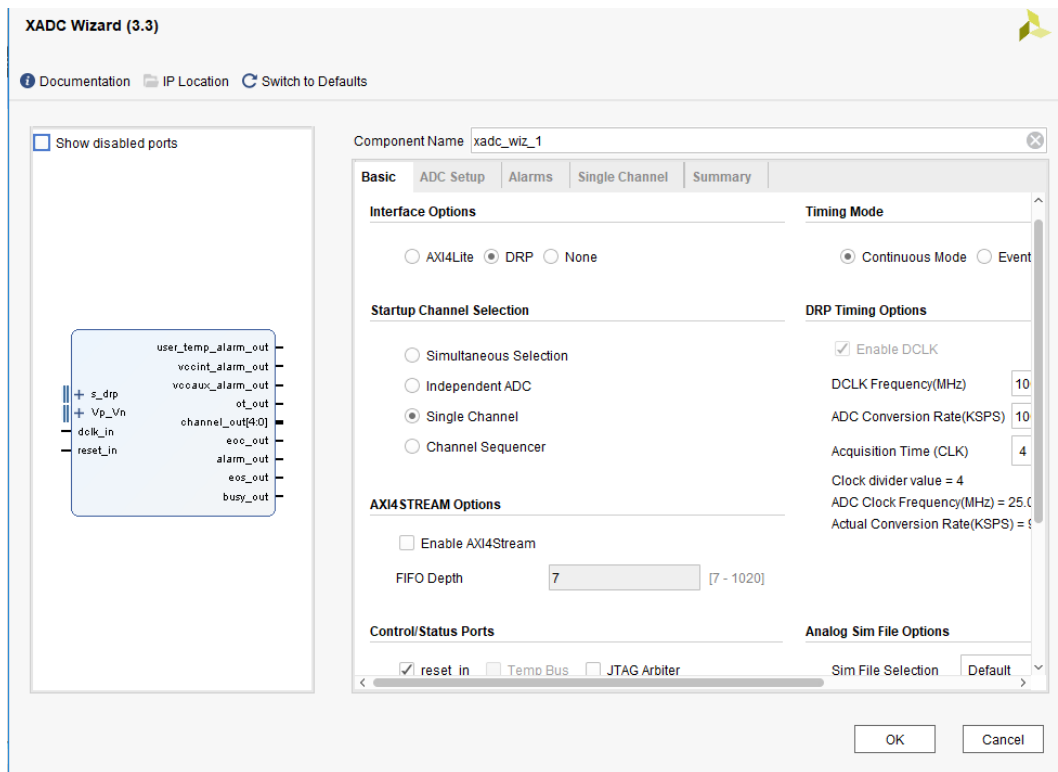 XADC Wizard (3.3)
Documentation IP Location Switch to Defaults
Show disabled ports
user_temp_alarm_out
vccint_alarm_out
vccaux_alarm_out
ot_out
channel_out[4:0]
eoc_out
alarm_out
eos_out
busy_out
s_drp
Vp_Vn
dclk_in
reset_in
Component Name xadc_wiz_1
Basic ADC Setup Alarms Single Channel Summary
Interface Options
AXI4Lite DRP None
Startup Channel Selection
Simultaneous Selection
Independent ADC
Single Channel
Channel Sequencer
AXI4STREAM Options
Enable AXI4Stream
FIFO Depth 7 [7 - 1020]
Control/Status Ports
reset_in Temp Bus JTAG Arbiter
Timing Mode
Continuous Mode Event
DRP Timing Options
Enable DCLK
DCLK Frequency(MHz) 10
ADC Conversion Rate(KSPS) 10
Acquisition Time (CLK) 4
Clock divider value = 4
ADC Clock Frequency(MHz) = 25.0
Actual Conversion Rate(KSPS) = 9
Analog Sim File Options
Sim File Selection Default
OK Cancel